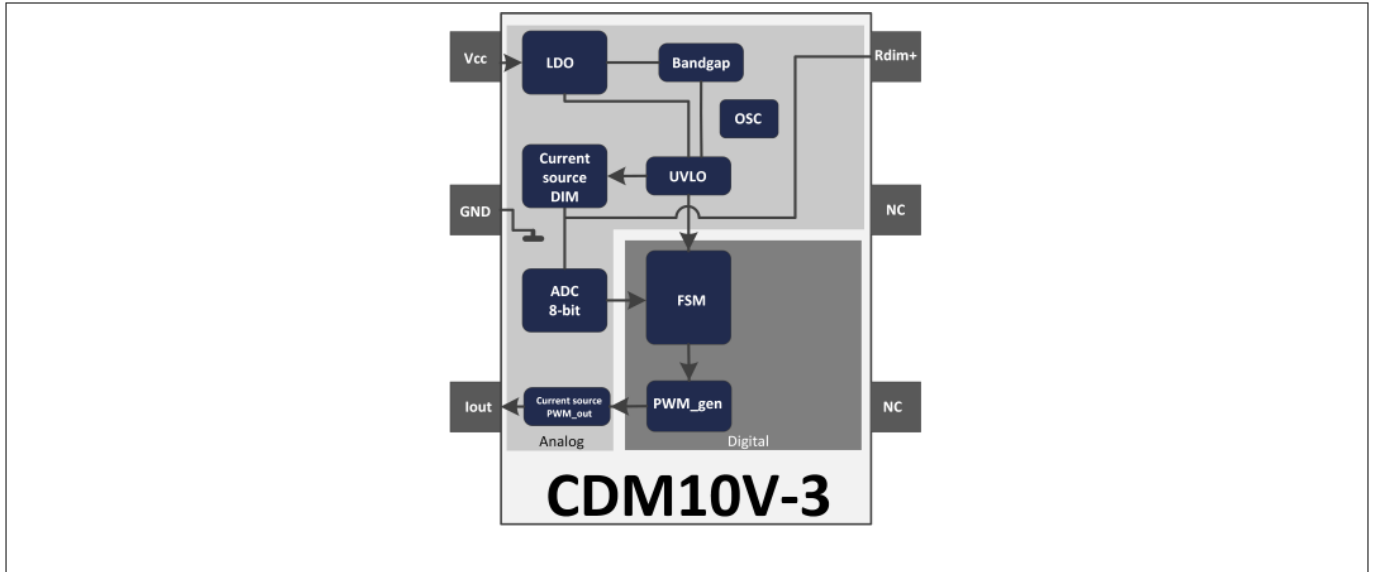 Vcc
LDO
Bandgap
Rdim+
OSC
Current
source
DIM
UVLO
GND
NC
ADC
8-bit
FSM
Iout
Current source
PWM_out
PWM_gen
NC
Analog
Digital
CDM10V-3